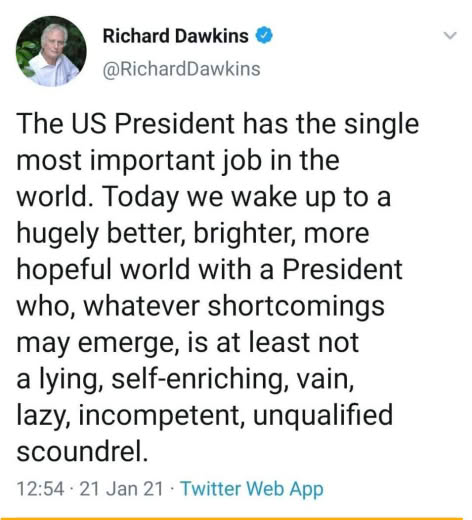 Richard Dawkins
@RichardDawkins
The US President has the single
most important job in the
world. Today we wake up to a
hugely better, brighter, more
hopeful world with a President
who, whatever shortcomings
may emerge, is at least not
a lying, self-enriching, vain,
lazy, incompetent, unqualified
scoundrel.
12:54 · 21 Jan 21 · Twitter Web App